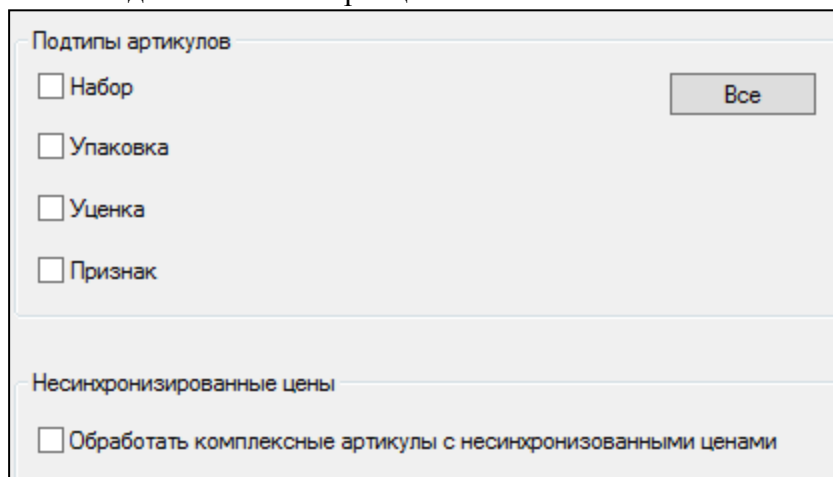 Подтипы артикулов
Набор
Все
Упаковка
Уценка
Признак
Несинхронизированные цены
Обработать комплексные артикулы с несинхронизованными ценами